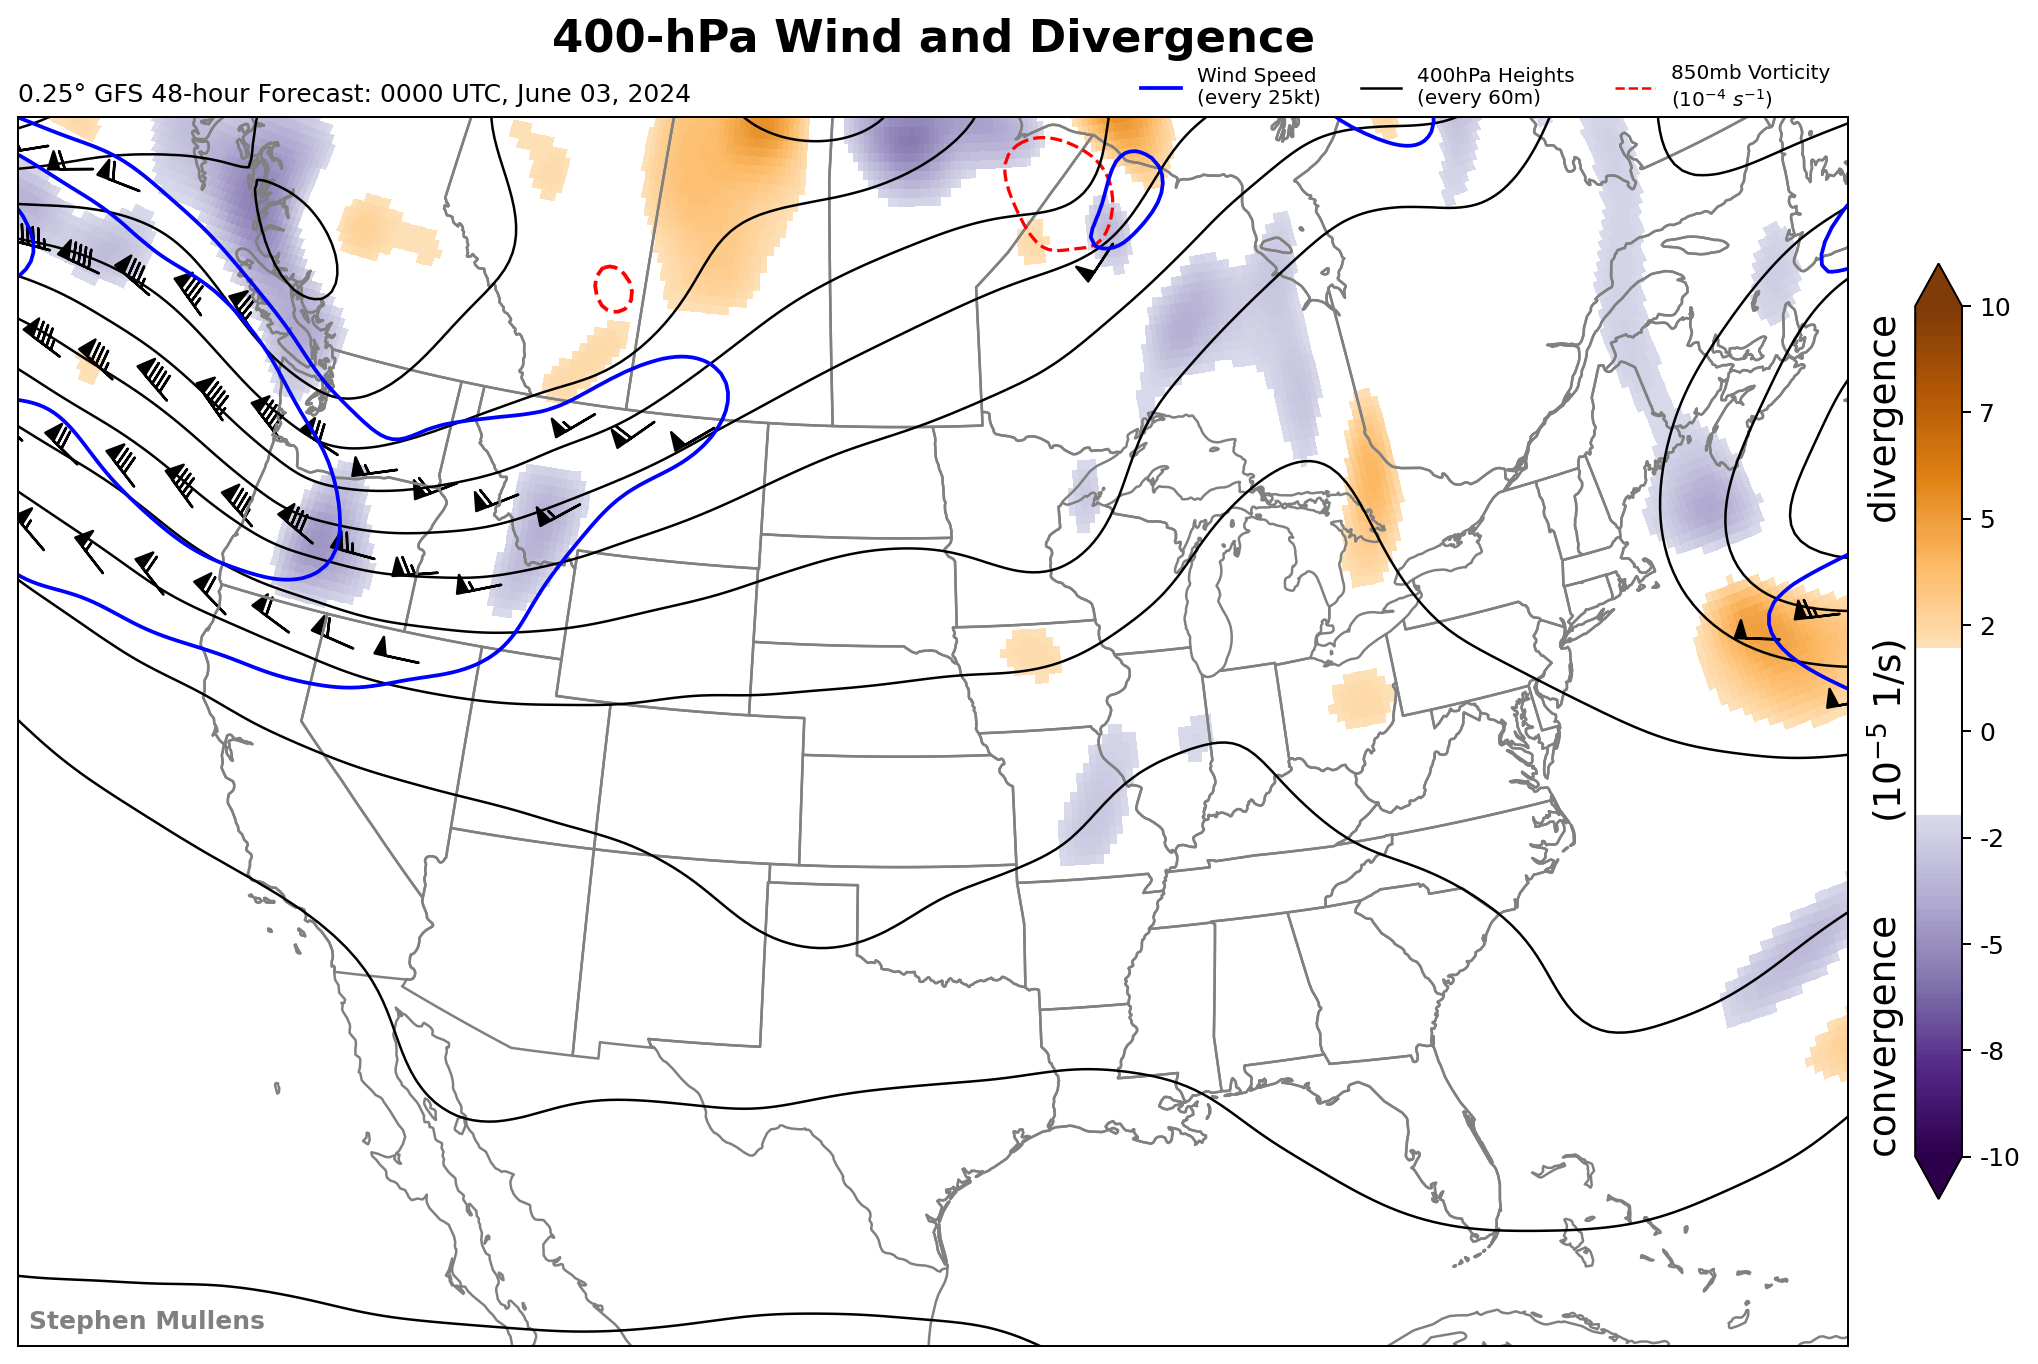 400-hPa Wind and Divergence
0.25° GFS 48-hour Forecast: 0000 UTC, June 03, 2024
Wind Speed
(every 25kt)
400hPa Heights
(every 60m)
850mb Vorticity
(10⁻⁴ s⁻¹)
10
7
5
2
0
-2
-5
-8
-10
convergence (10⁻⁵ 1/s) divergence
Stephen Mullens